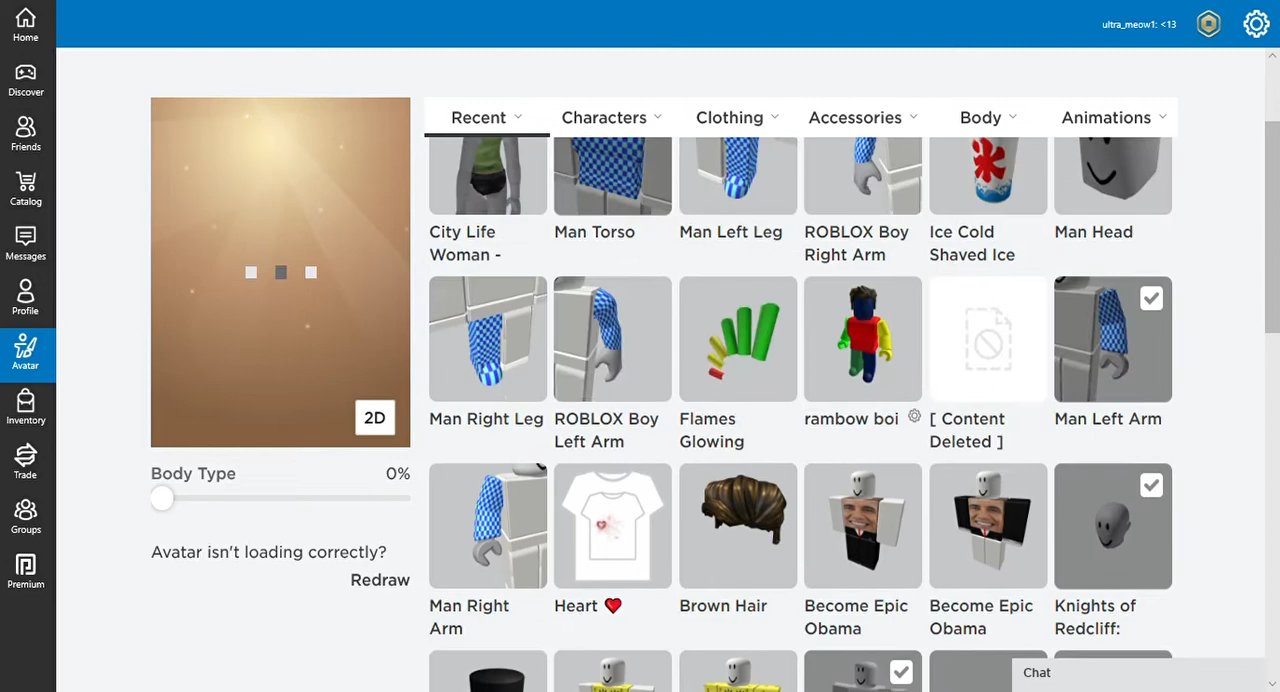 Home
Discover
Friends
Catalog
Messages
Profile
Avatar
Inventory
Trade
Groups
Premium
ultra_meow1: <13
2D
Body Type 0%
Avatar isn't loading correctly?
Redraw
Recent Characters Clothing Accessories Body Animations
City Life
Woman -
Man Torso
Man Left Leg
ROBLOX Boy
Right Arm
Ice Cold
Shaved Ice
Man Head
Man Right Leg
ROBLOX Boy
Left Arm
Flames
Glowing
rambow boi
[ Content
Deleted ]
Man Left Arm
Man Right
Arm
Heart ❤️
Brown Hair
Become Epic
Obama
Become Epic
Obama
Knights of
Redcliff:
Chat